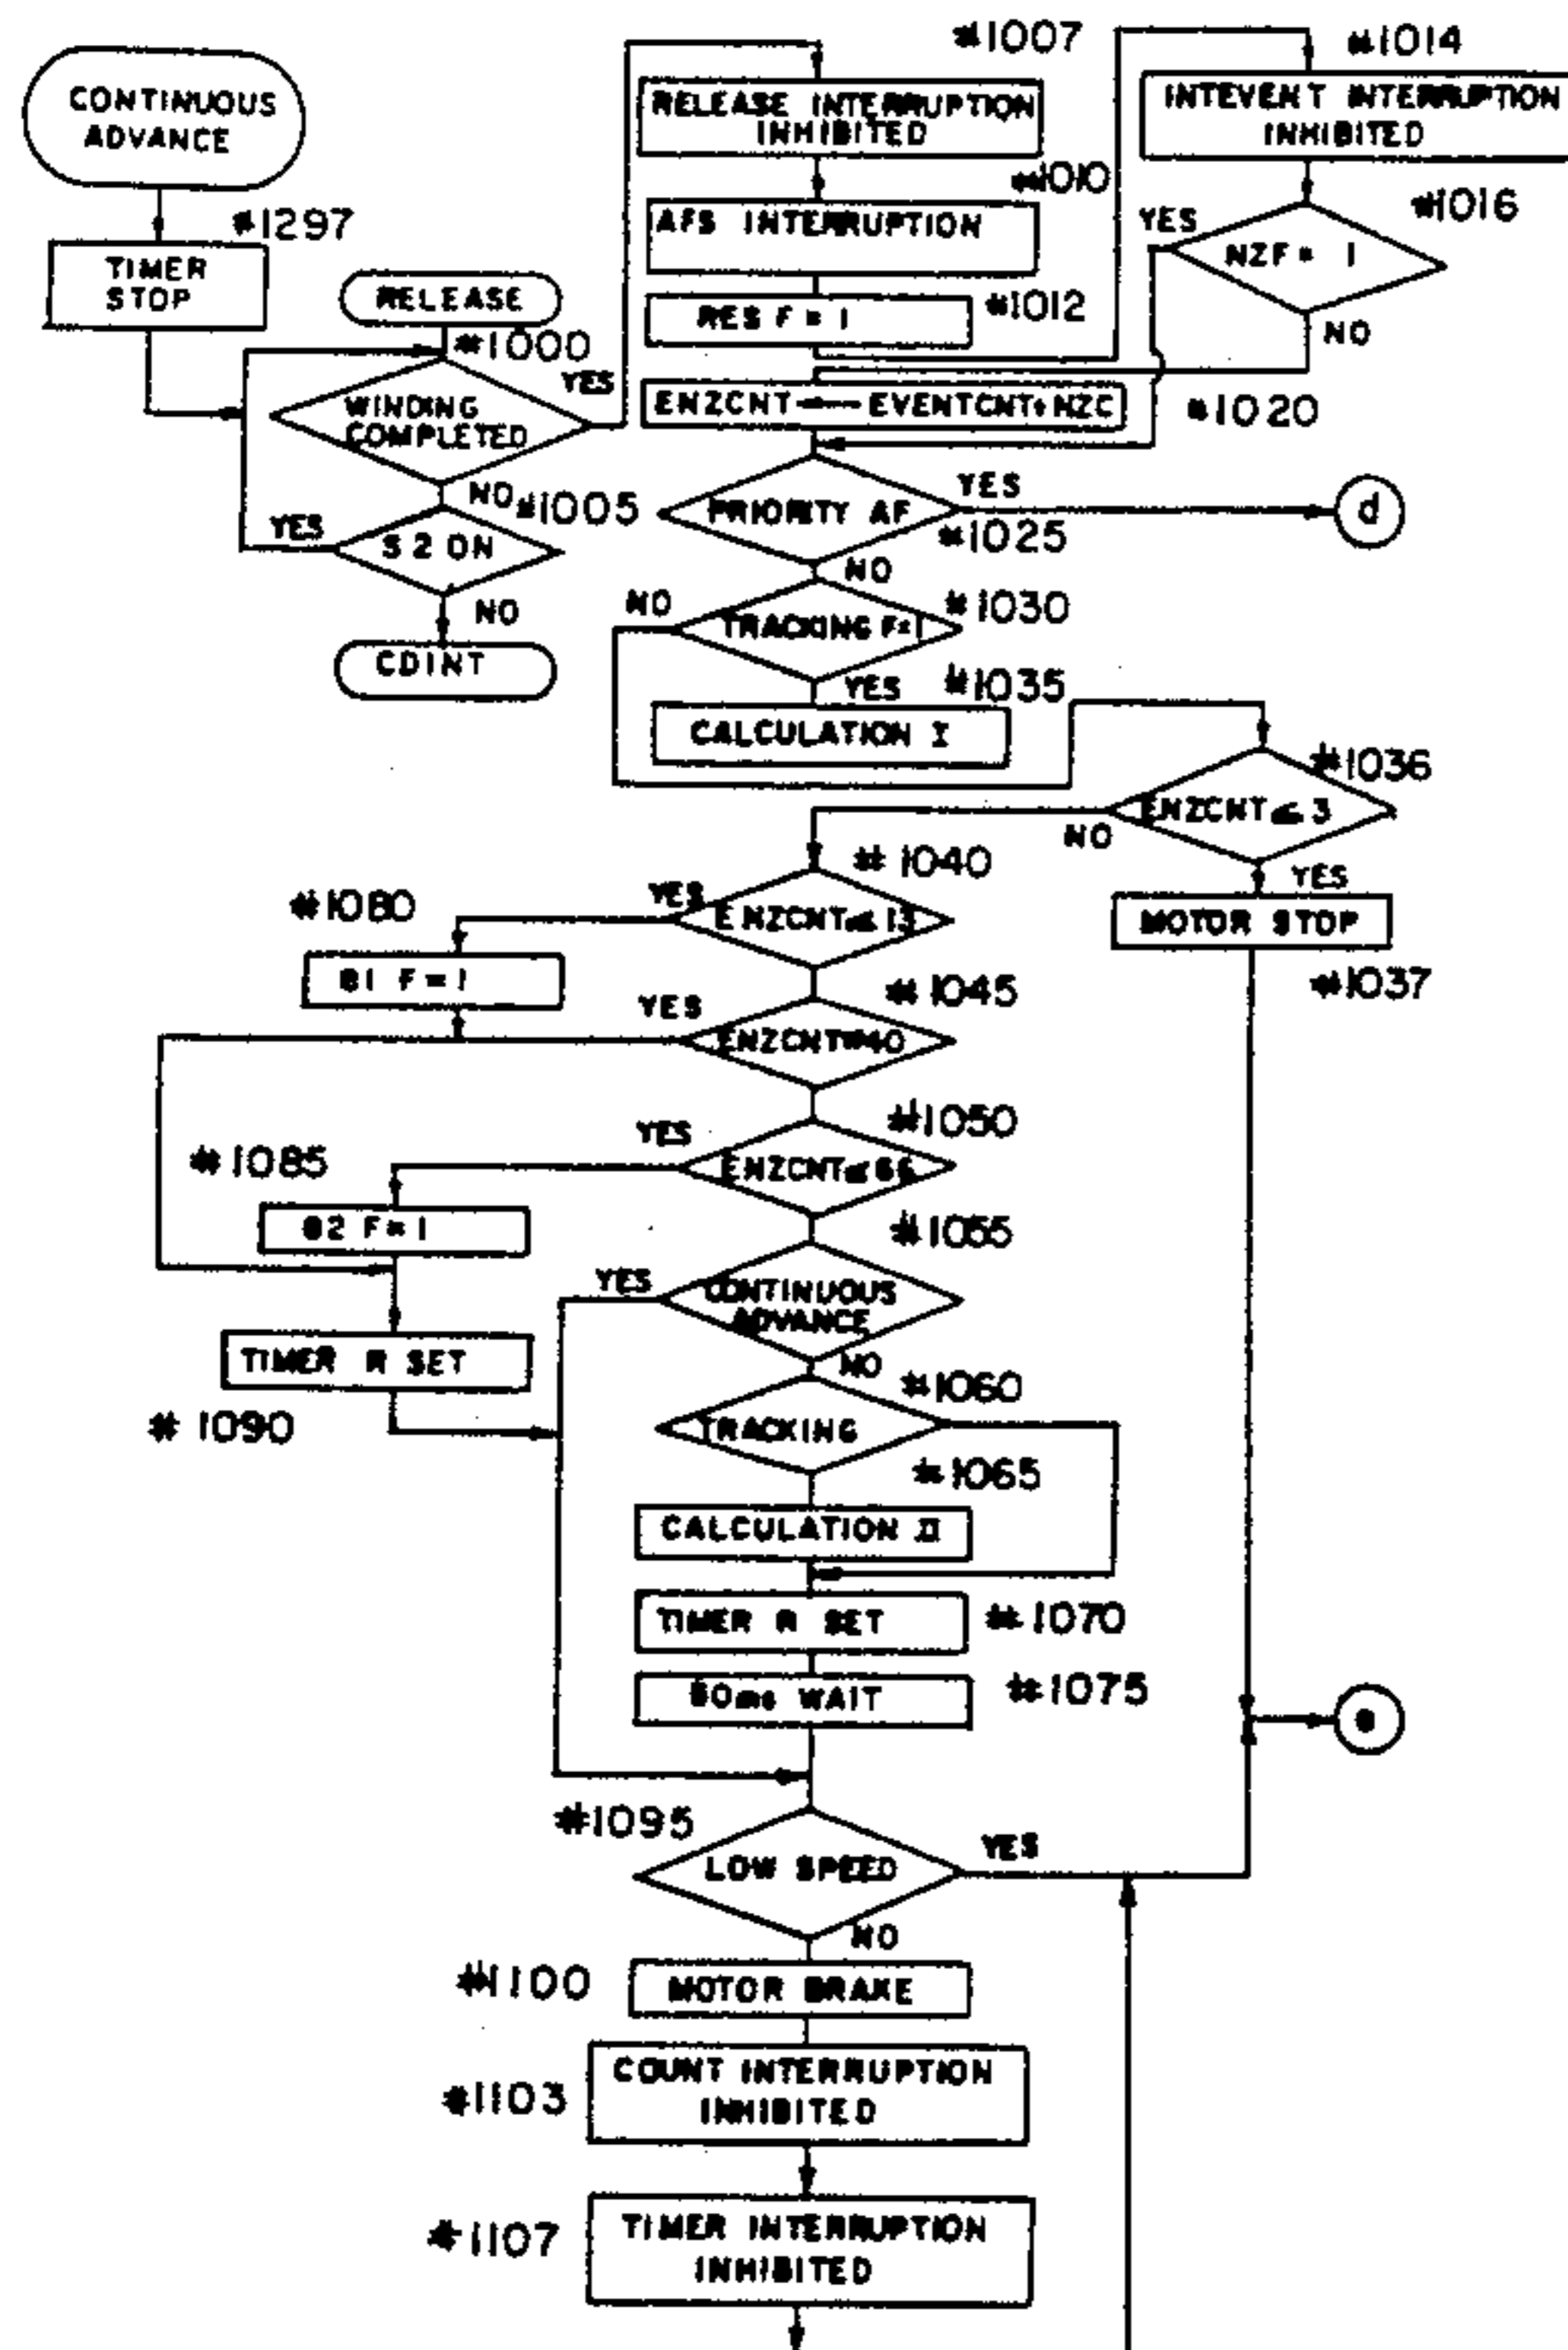 CONTINUOUS
ADVANCE
#1297
TIMER
STOP
RELEASE
#1000
WINDING
COMPLETED
YES
NO
#1005
YES
S2 ON
NO
CDINT
#1007
RELEASE INTERRUPTION
INHIBITED
#1010
AFS INTERRUPTION
RES F = 1
#1012
#1014
INTEVENT INTERRUPTION
INHIBITED
#1016
YES
NZF = 1
NO
ENZCNT ← EVENTCNT+NZC
#1020
PRIORITY AF
YES
d
#1025
NO
NO
TRACKING F=1
#1030
YES
#1035
CALCULATION I
#1036
ENZCNT ≤ 3
NO
YES
MOTOR STOP
#1037
#1040
YES
ENZCNT ≤ 13
#1080
B1 F = 1
#1045
YES
#1050
YES
#1085
B2 F = 1
#1055
YES
CONTINUOUS
ADVANCE
NO
TIMER R SET
#1090
#1060
TRACKING
#1065
CALCULATION II
TIMER R SET
#1070
WAIT
#1075
#1095
LOW SPEED
YES
NO
#1100
MOTOR BRAKE
#1103
COUNT INTERRUPTION
INHIBITED
#1107
TIMER INTERRUPTION
INHIBITED